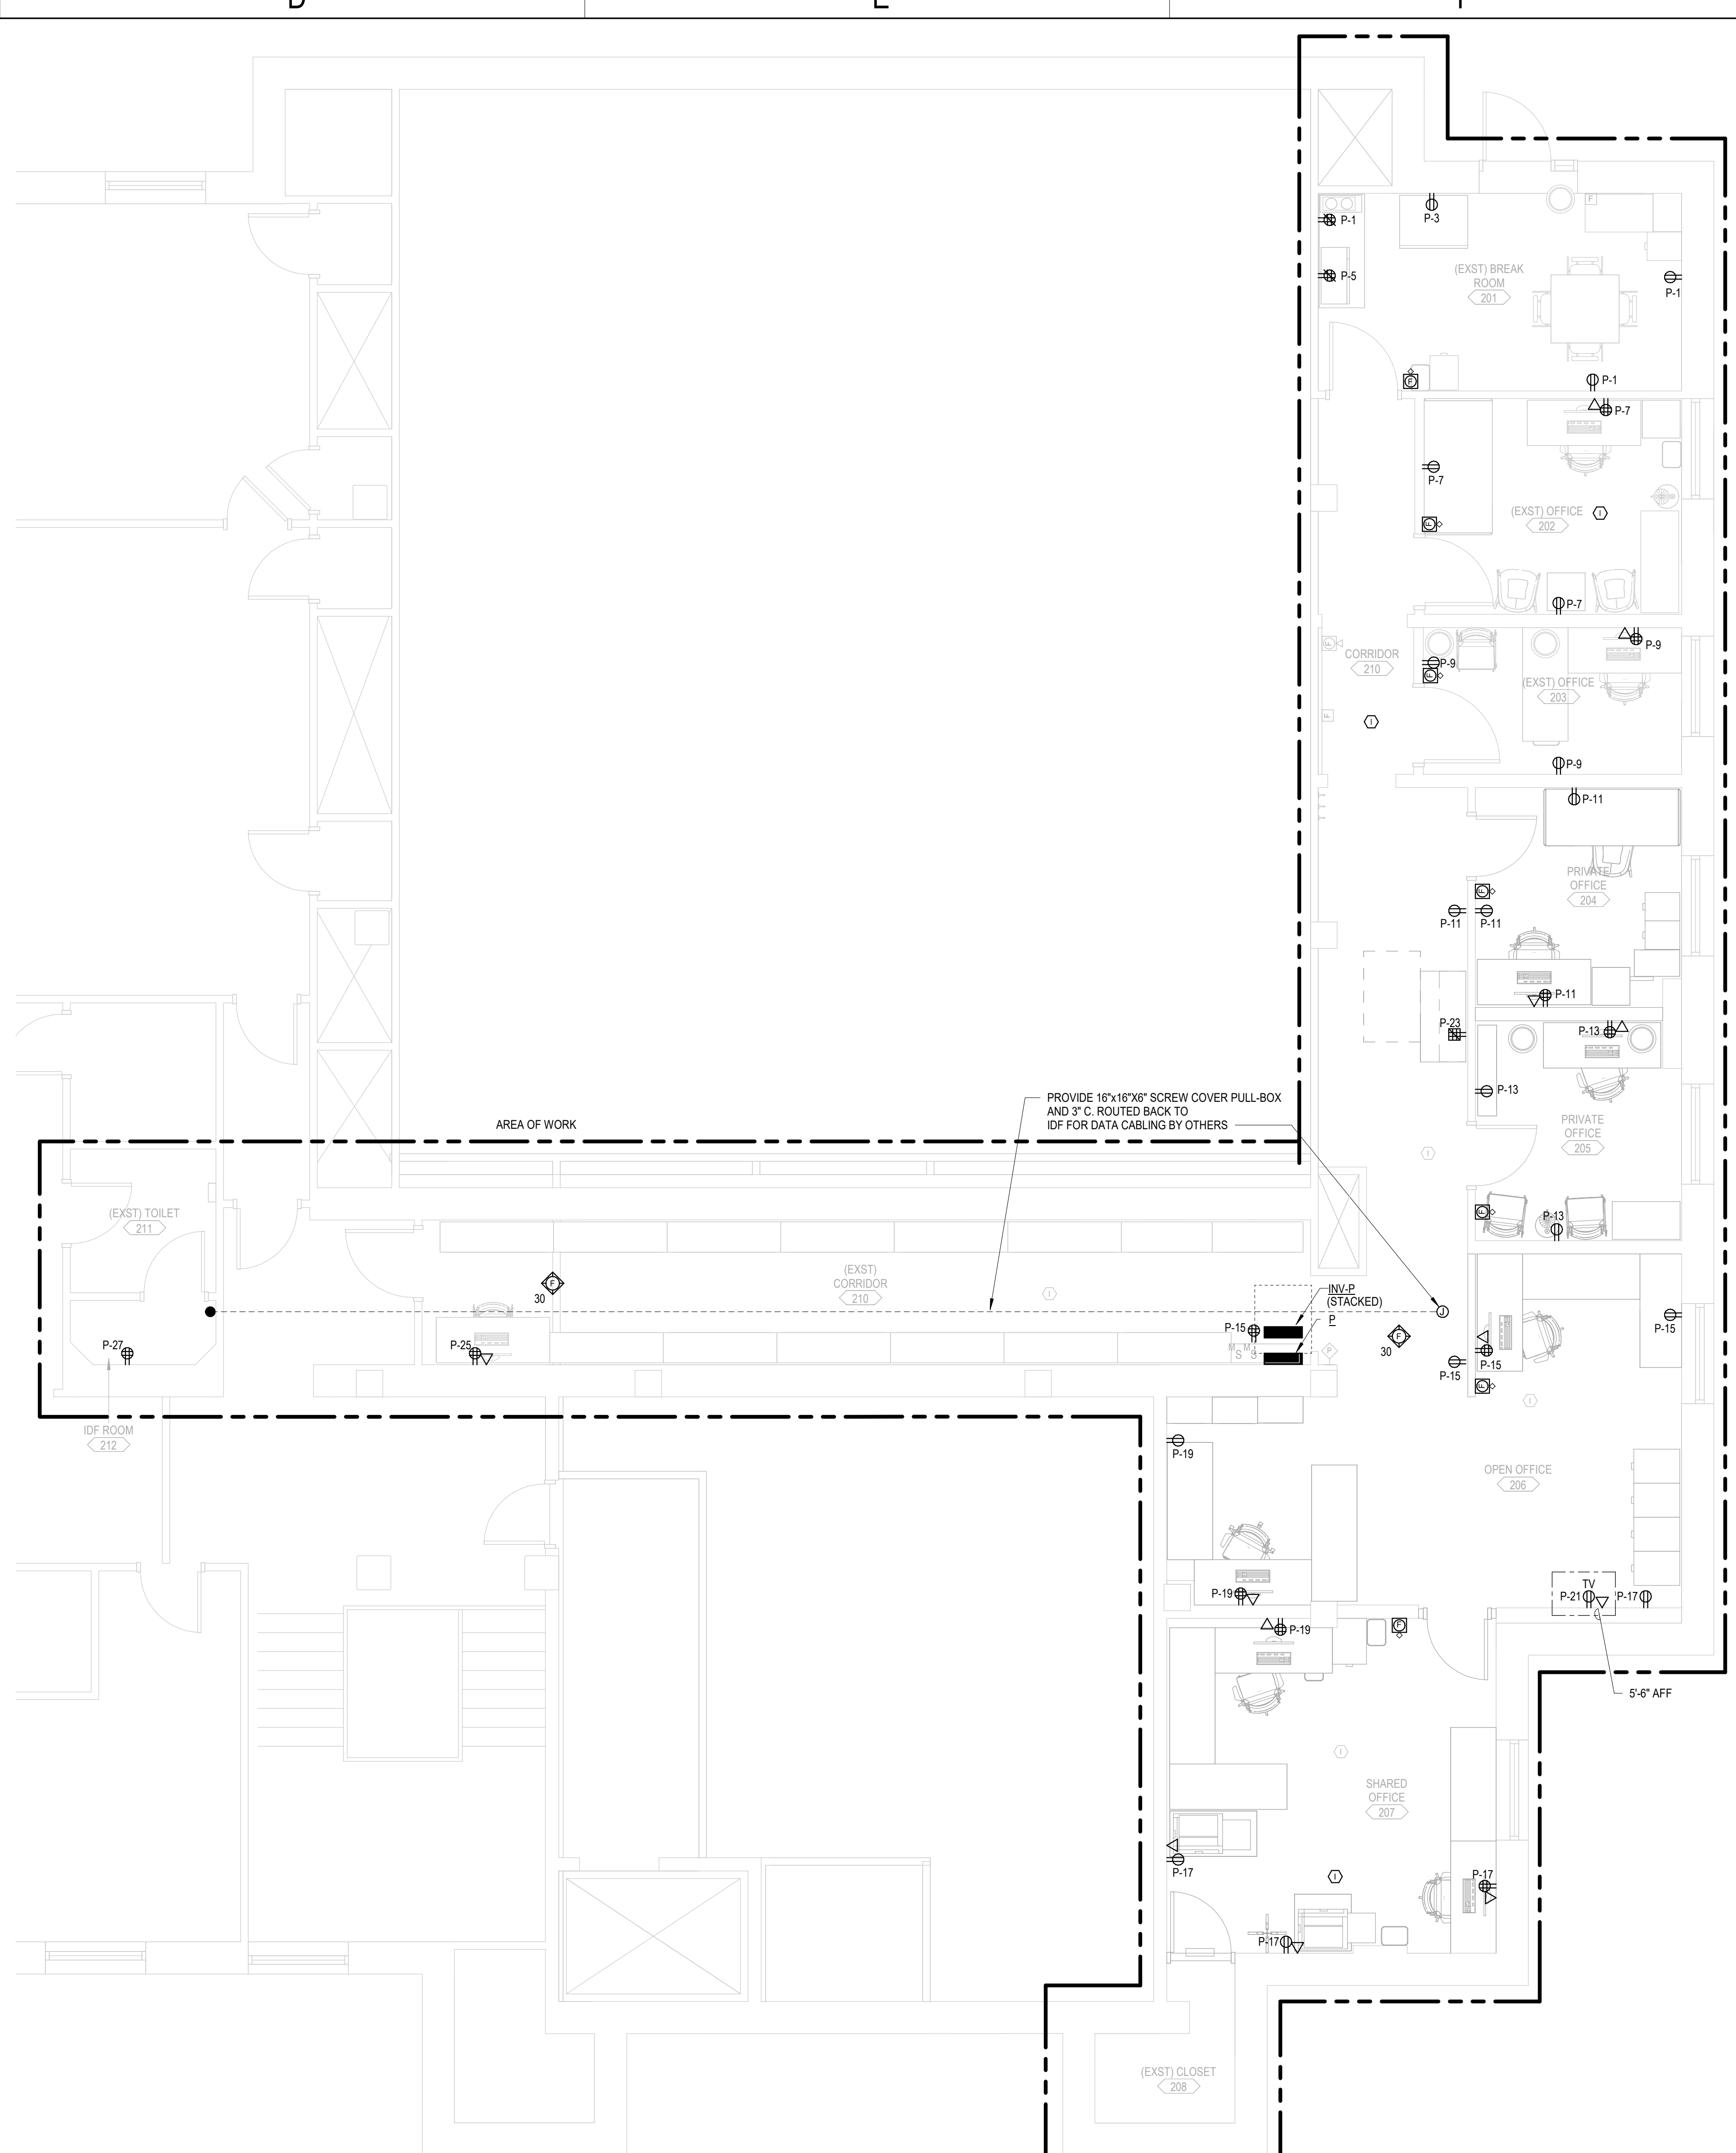 E
P-1
P-3
F
P-5
(EXST) BREAK
ROOM
201
P-1
F
P-1
P-7
P-7
(EXST) OFFICE
202
I
F
P-7
F
CORRIDOR
210
P-9
P-9
F
(EXST) OFFICE
203
F
I
P-9
P-11
PRIVATE
OFFICE
204
F
P-11
P-11
P-11
P-23
P-13
P-13
PROVIDE 16"x16"X6" SCREW COVER PULL-BOX
AND 3" C. ROUTED BACK TO
IDF FOR DATA CABLING BY OTHERS
AREA OF WORK
PRIVATE
OFFICE
205
I
(EXST) TOILET
211
F
P-13
(EXST)
CORRIDOR
210
F
30
I
INV-P
(STACKED)
P
J
P-15
P-15
M M
S S
P
F
30
P-27
P-25
P-15
P-15
F
I
IDF ROOM
212
P-19
OPEN OFFICE
206
TV
P-21
P-17
P-19
P-19
F
5'-6" AFF
I
SHARED
OFFICE
207
P-17
I
P-17
P-17
(EXST) CLOSET
208